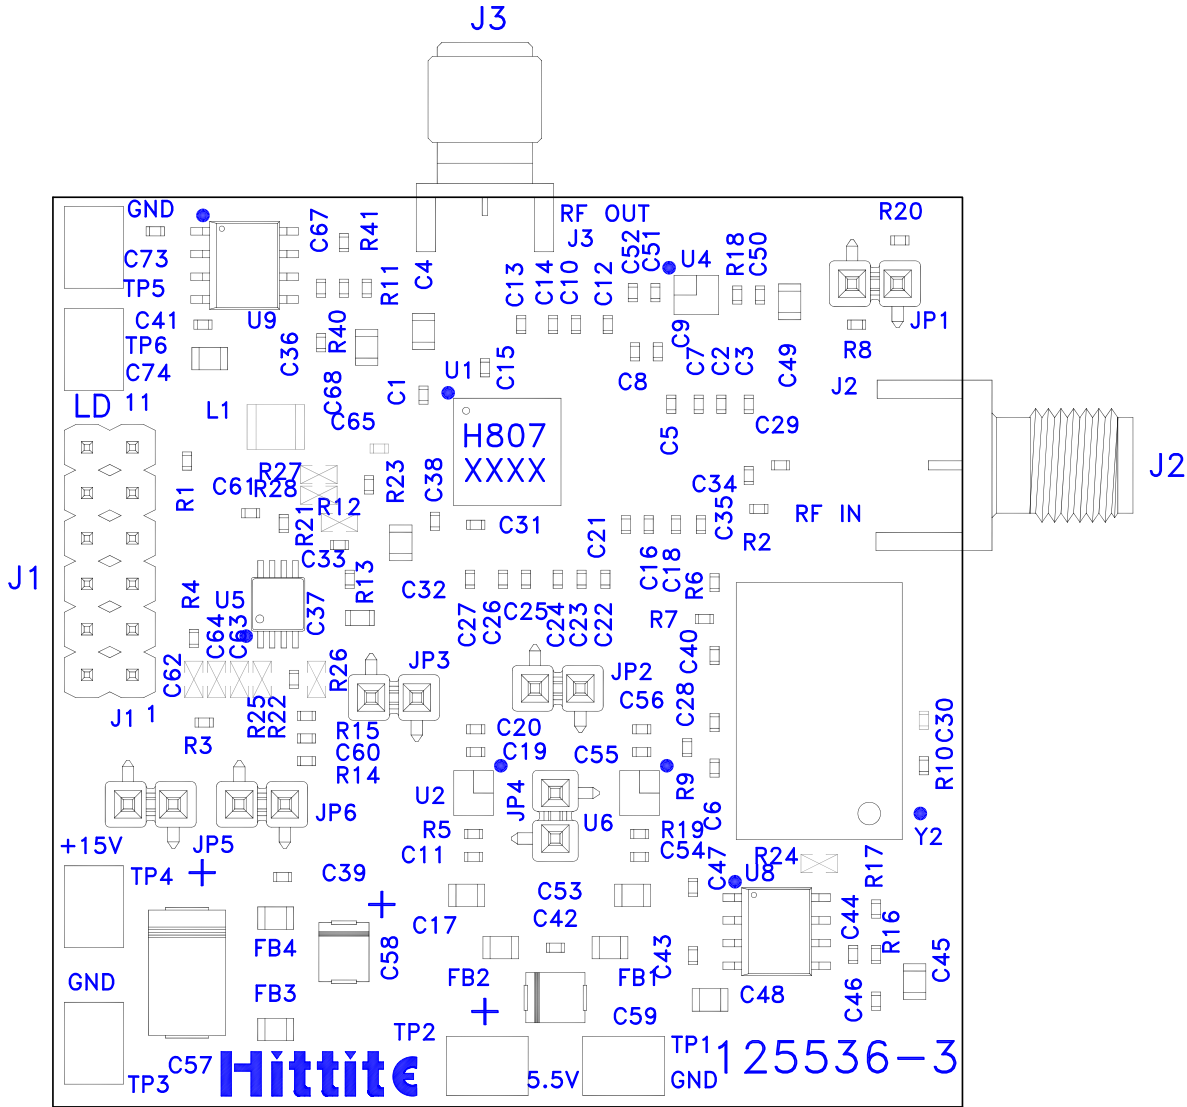 J3
GND
RF OUT
J3
R20
C67
R41
C52
C51
U4
R18
C50
C73
TP5
R11
C4
C13
C14
C10
C12
C41
U9
JP1
TP6
C36
R40
C9
R8
C74
U1
C15
C8
C7
C2
C3
C49
LD 11
L1
C68
C1
J2
C65
H807
XXXX
C5
C29
J2
R27
R23
C38
C61
R28
C34
R1
R12
RF IN
R21
C31
C21
C35
R2
C33
J1
R4
U5
R13
C32
C16
C18
R6
C37
C27
C26
C25
C24
C23
C22
R7
C64
C63
C62
R26
JP3
JP2
C40
J1 1
R25
R22
C56
C28
C30
R3
R15
C20
C60
C19
C55
R14
R10
U2
JP4
R9
JP6
U6
C6
+15V
JP5
R5
R19
Y2
C11
C54
TP4
+
C39
C47
R24
U8
R17
C53
+
C17
C42
C44
R16
FB4
C58
C43
C45
GND
FB3
FB2
FB1
C48
C46
+
C59
TP2
TP1
125536-3
C57
Hittite
TP3
5.5V
GND